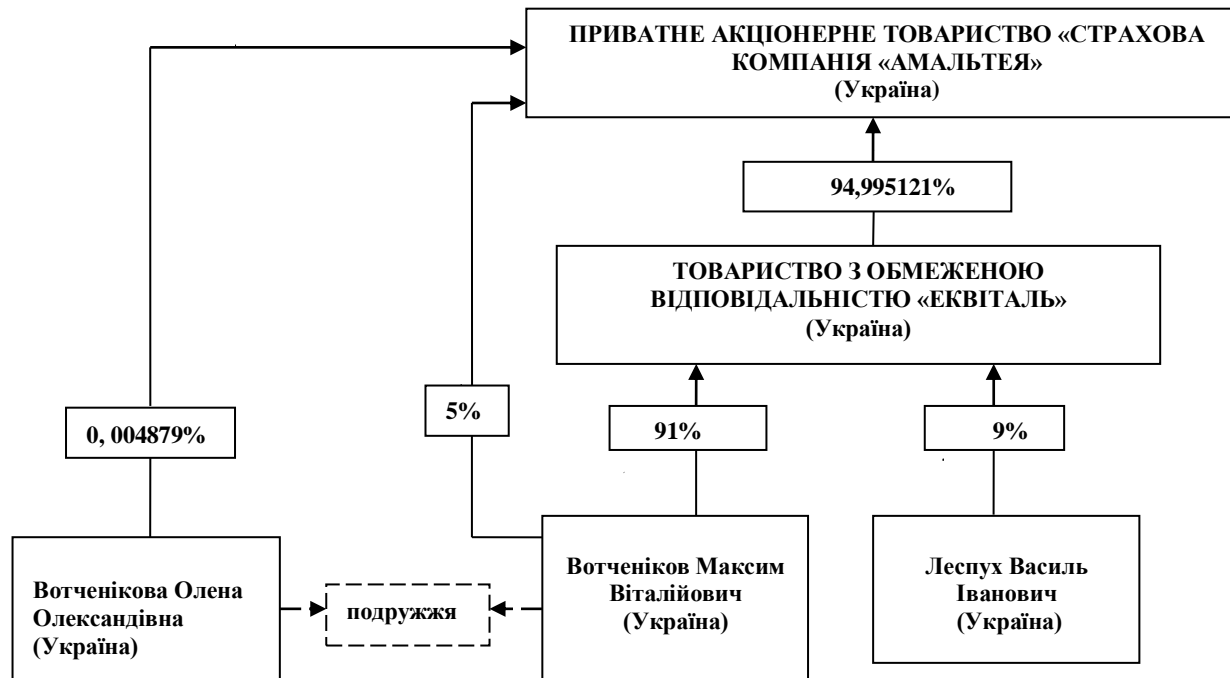 ПРИВАТНЕ АКЦІОНЕРНЕ ТОВАРИСТВО «СТРАХОВА
КОМПАНІЯ «АМАЛЬТЕЯ»
(Україна)
94,995121%
ТОВАРИСТВО З ОБМЕЖЕНОЮ
ВІДПОВІДАЛЬНІСТЮ «ЕКВІТАЛЬ»
(Україна)
0, 004879%
5%
91%
9%
Вотченікова Олена
Олександівна
(Україна)
подружжя
Вотченіков Максим
Віталійович
(Україна)
Леспух Василь
Іванович
(Україна)